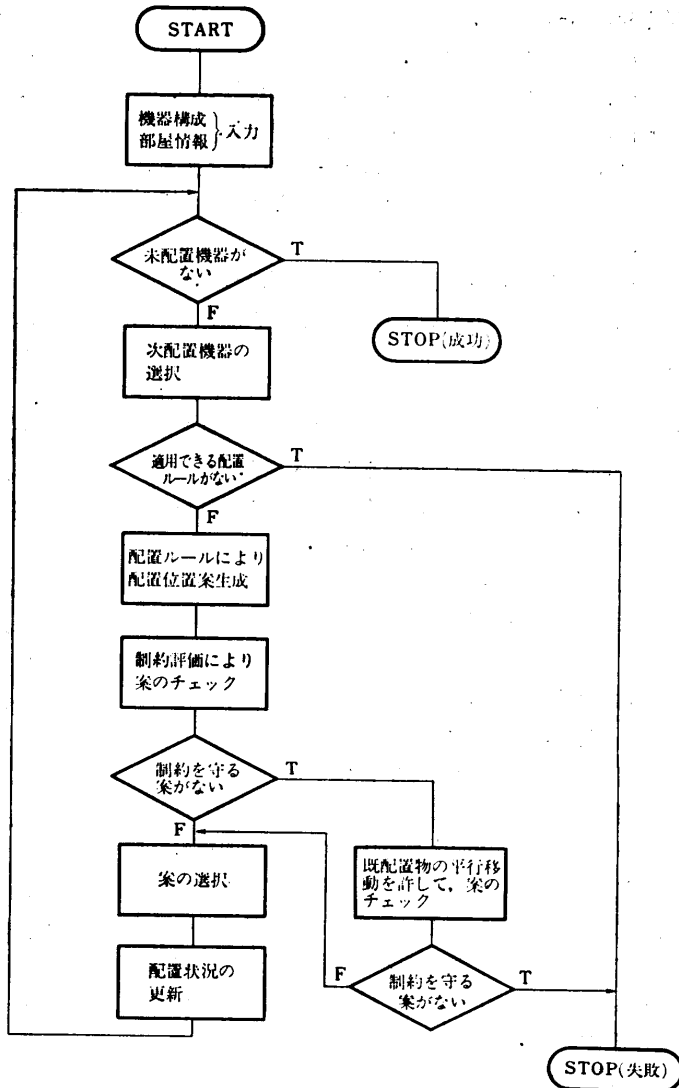 START
機器構成
部屋情報}入力
未配置機器が
ない
T
F
STOP(成功)
次配置機器の
選択
適用できる配置
ルールがない
T
F
配置ルールにより
配置位置案生成
制約評価により
案のチェック
制約を守る
案がない
T
F
案の選択
既配置物の平行移
動を許して，案の
チェック
配置状況の
更新
F
制約を守る
案がない
T
STOP(失敗)